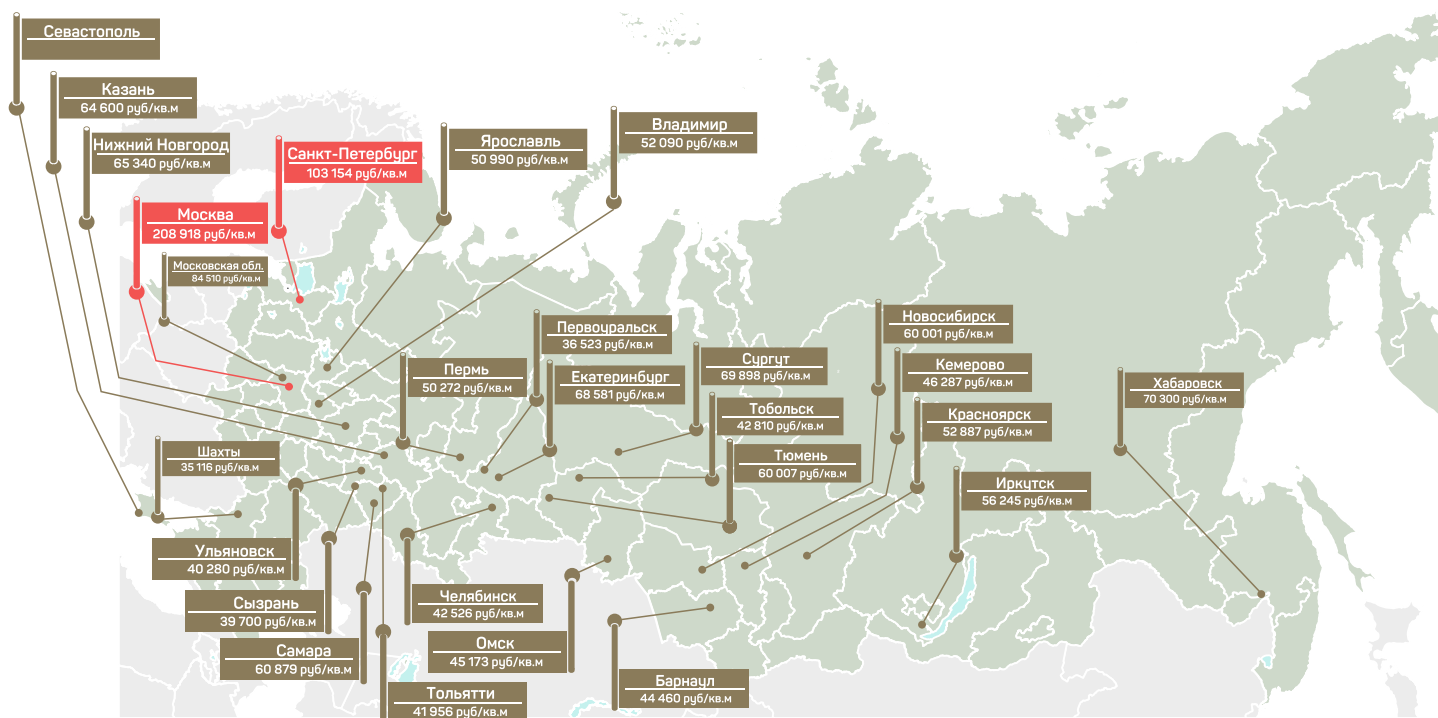 Севастополь
Казань
64 600 руб/кв.м
Нижний Новгород
65 340 руб/кв.м
Санкт-Петербург
103 154 руб/кв.м
Ярославль
50 990 руб/кв.м
Владимир
52 090 руб/кв.м
Москва
208 918 руб/кв.м
Московская обл.
84 510 руб/кв.м
Первоуральск
36 523 руб/кв.м
Новосибирск
60 001 руб/кв.м
Пермь
50 272 руб/кв.м
Екатеринбург
68 581 руб/кв.м
Сургут
69 898 руб/кв.м
Кемерово
46 287 руб/кв.м
Хабаровск
70 300 руб/кв.м
Тобольск
42 810 руб/кв.м
Красноярск
52 887 руб/кв.м
Шахты
35 116 руб/кв.м
Тюмень
60 007 руб/кв.м
Иркутск
56 245 руб/кв.м
Ульяновск
40 280 руб/кв.м
Сызрань
39 700 руб/кв.м
Челябинск
42 526 руб/кв.м
Самара
60 879 руб/кв.м
Омск
45 173 руб/кв.м
Тольятти
41 956 руб/кв.м
Барнаул
44 460 руб/кв.м